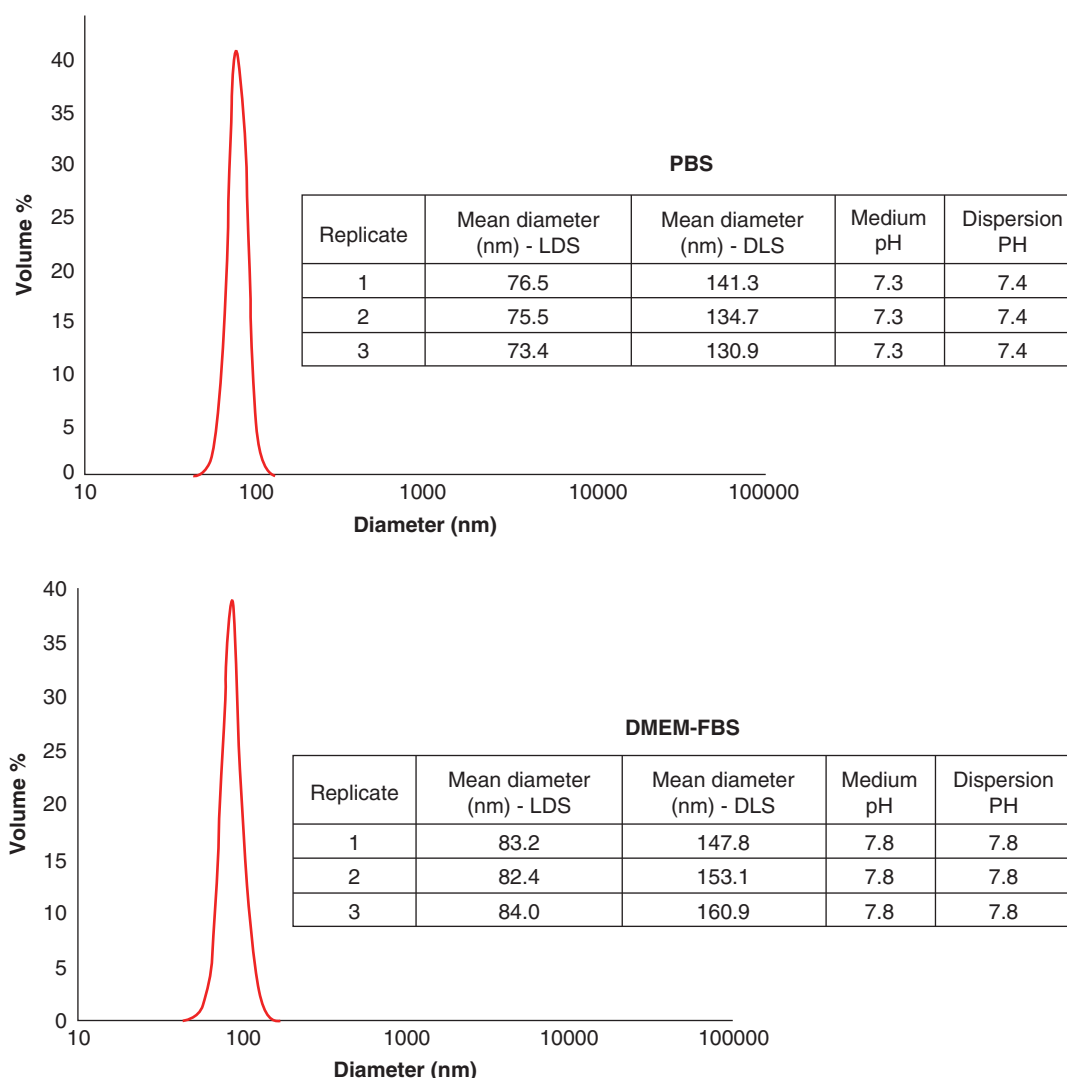 40
35
30
25
20
15
10
5
0
Volume %
10 100 1000 10000 100000
Diameter (nm)
PBS
Replicate Mean diameter (nm) - LDS Mean diameter (nm) - DLS Medium pH Dispersion PH
1 76.5 141.3 7.3 7.4
2 75.5 134.7 7.3 7.4
3 73.4 130.9 7.3 7.4
40
35
30
25
20
15
10
5
0
Volume %
10 100 1000 10000 100000
Diameter (nm)
DMEM-FBS
Replicate Mean diameter (nm) - LDS Mean diameter (nm) - DLS Medium pH Dispersion PH
1 83.2 147.8 7.8 7.8
2 82.4 153.1 7.8 7.8
3 84.0 160.9 7.8 7.8